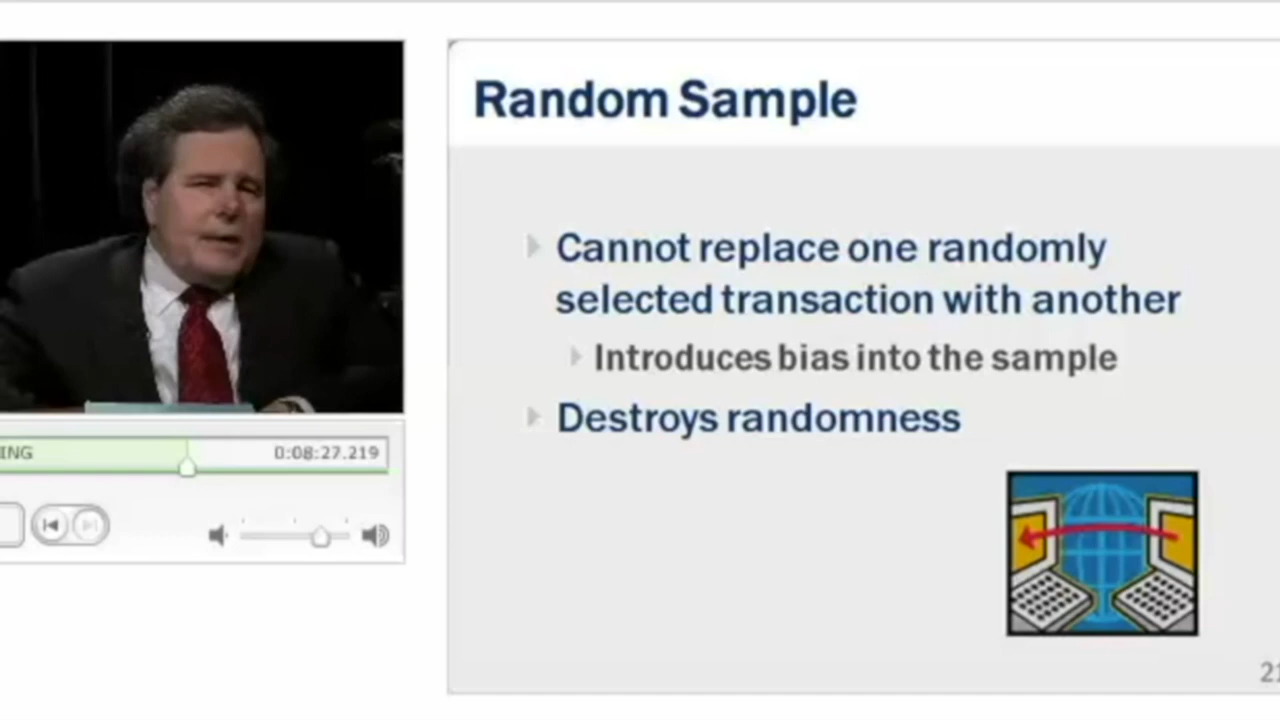 Random Sample
Cannot replace one randomly
selected transaction with another
Introduces bias into the sample
Destroys randomness
ING
0:08:27.219
21